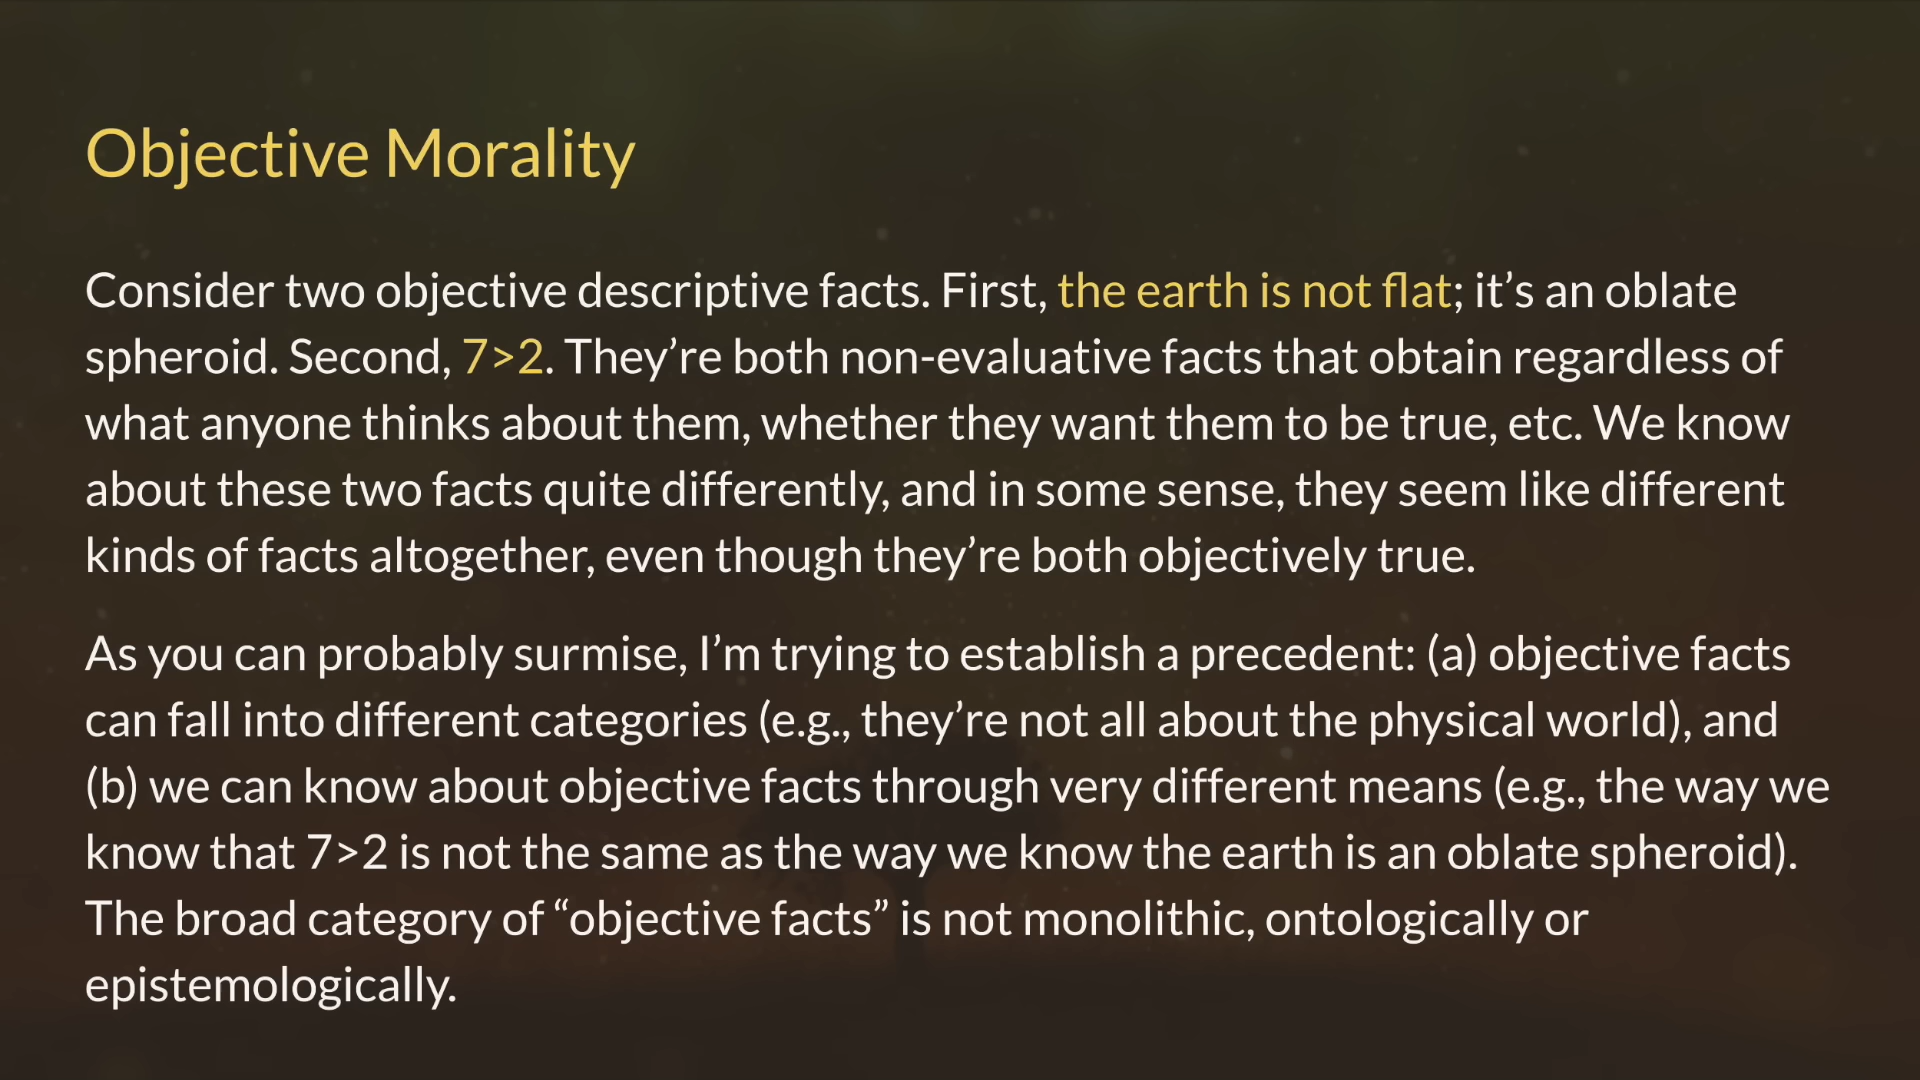 Objective Morality
Consider two objective descriptive facts. First, the earth is not flat; it’s an oblate
spheroid. Second, 7>2. They’re both non-evaluative facts that obtain regardless of
what anyone thinks about them, whether they want them to be true, etc. We know
about these two facts quite differently, and in some sense, they seem like different
kinds of facts altogether, even though they’re both objectively true.
As you can probably surmise, I’m trying to establish a precedent: (a) objective facts
can fall into different categories (e.g., they’re not all about the physical world), and
(b) we can know about objective facts through very different means (e.g., the way we
know that 7>2 is not the same as the way we know the earth is an oblate spheroid).
The broad category of “objective facts” is not monolithic, ontologically or
epistemologically.